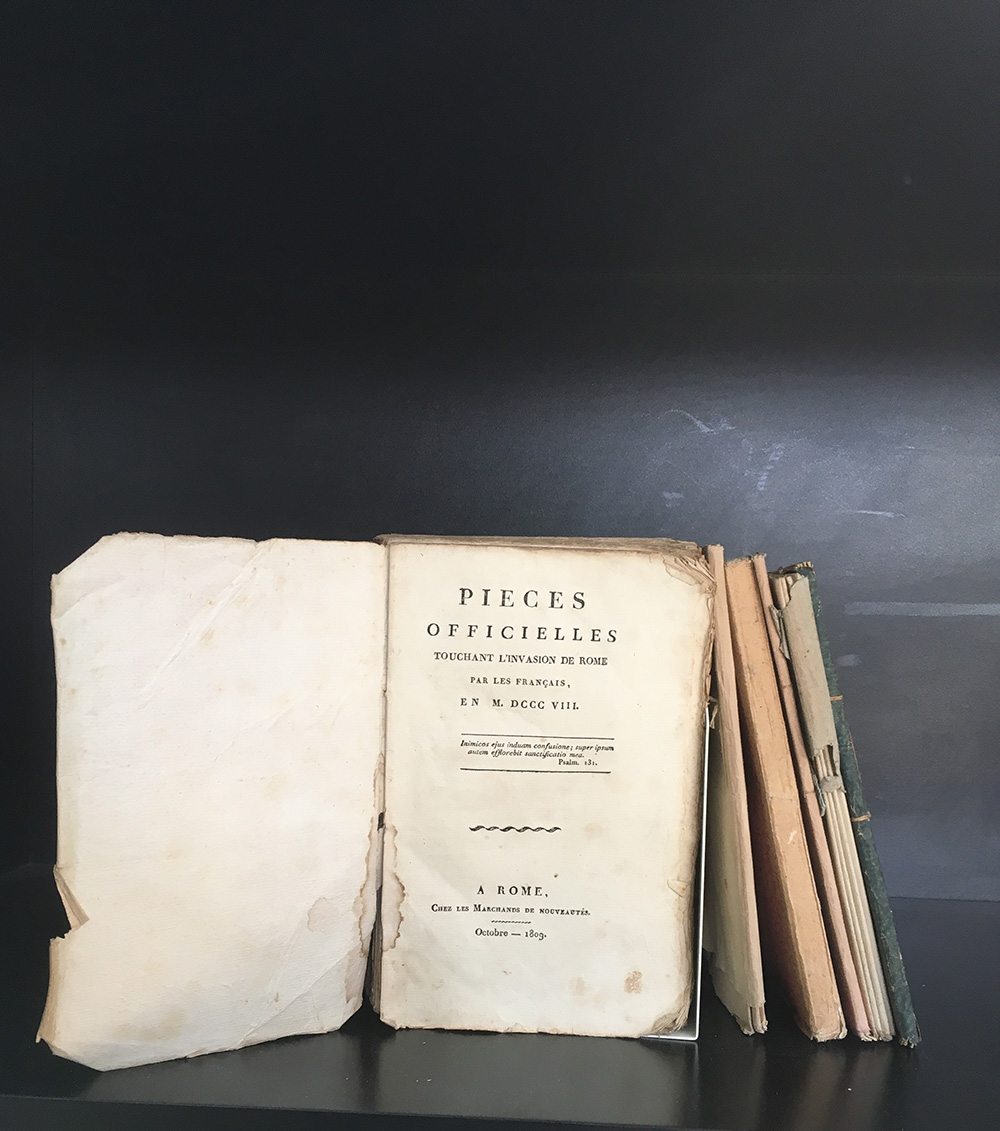 PIECES
OFFICIELLES
TOUCHANT L'INVASION DE ROME
PAR LES FRANÇAIS,
EN M. DCCC VIII.
Inimicos ejus induam confusione; super ipsum
autem efflorebit sanctificatio mea.
Psalm. 131.
A ROME,
CHEZ LES MARCHANDS DE NOUVEAUTÉS.
Octobre — 1809.